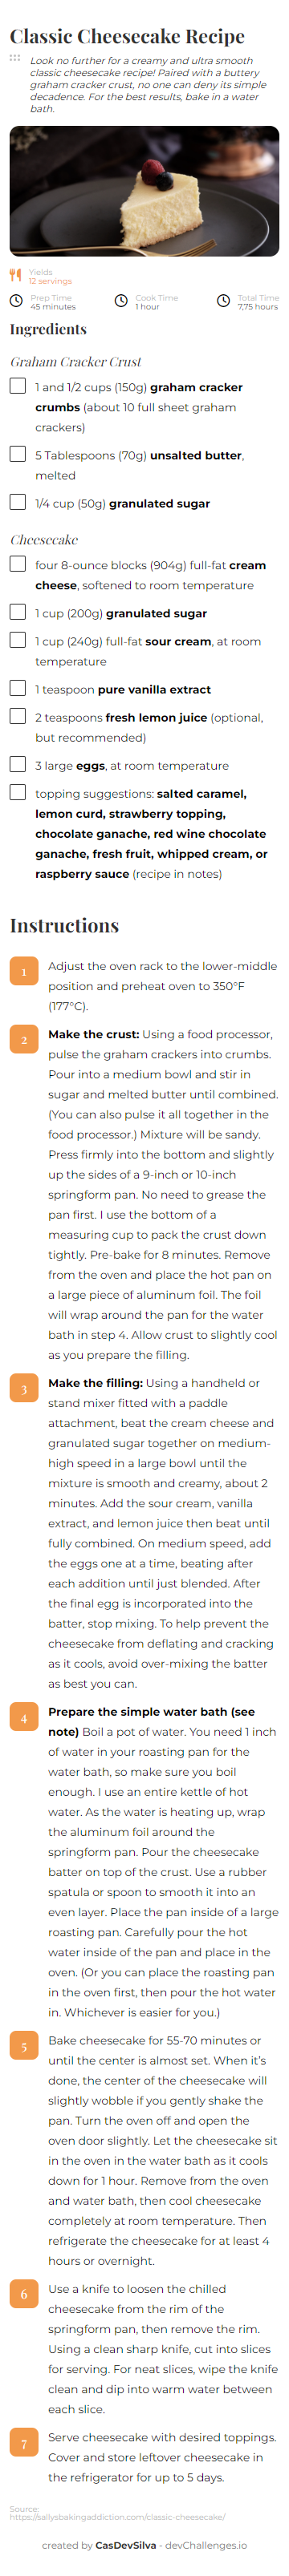 Classic Cheesecake Recipe
Look no further for a creamy and ultra smooth
classic cheesecake recipe! Paired with a buttery
graham cracker crust, no one can deny its simple
decadence. For the best results, bake in a water
bath.
Yields
12 servings
Prep Time
45 minutes
Cook Time
1 hour
Total Time
7,75 hours
Ingredients
Graham Cracker Crust
1 and 1/2 cups (150g) graham cracker
crumbs (about 10 full sheet graham
crackers)
5 Tablespoons (70g) unsalted butter,
melted
1/4 cup (50g) granulated sugar
Cheesecake
four 8-ounce blocks (904g) full-fat cream
cheese, softened to room temperature
1 cup (200g) granulated sugar
1 cup (240g) full-fat sour cream, at room
temperature
1 teaspoon pure vanilla extract
2 teaspoons fresh lemon juice (optional,
but recommended)
3 large eggs, at room temperature
topping suggestions: salted caramel,
lemon curd, strawberry topping,
chocolate ganache, red wine chocolate
ganache, fresh fruit, whipped cream, or
raspberry sauce (recipe in notes)
Instructions
1 Adjust the oven rack to the lower-middle
position and preheat oven to 350°F
(177°C).
2 Make the crust: Using a food processor,
pulse the graham crackers into crumbs.
Pour into a medium bowl and stir in
sugar and melted butter until combined.
(You can also pulse it all together in the
food processor.) Mixture will be sandy.
Press firmly into the bottom and slightly
up the sides of a 9-inch or 10-inch
springform pan. No need to grease the
pan first. I use the bottom of a
measuring cup to pack the crust down
tightly. Pre-bake for 8 minutes. Remove
from the oven and place the hot pan on
a large piece of aluminum foil. The foil
will wrap around the pan for the water
bath in step 4. Allow crust to slightly cool
as you prepare the filling.
3 Make the filling: Using a handheld or
stand mixer fitted with a paddle
attachment, beat the cream cheese and
granulated sugar together on medium-
high speed in a large bowl until the
mixture is smooth and creamy, about 2
minutes. Add the sour cream, vanilla
extract, and lemon juice then beat until
fully combined. On medium speed, add
the eggs one at a time, beating after
each addition until just blended. After
the final egg is incorporated into the
batter, stop mixing. To help prevent the
cheesecake from deflating and cracking
as it cools, avoid over-mixing the batter
as best you can.
4 Prepare the simple water bath (see
note) Boil a pot of water. You need 1 inch
of water in your roasting pan for the
water bath, so make sure you boil
enough. I use an entire kettle of hot
water. As the water is heating up, wrap
the aluminum foil around the
springform pan. Pour the cheesecake
batter on top of the crust. Use a rubber
spatula or spoon to smooth it into an
even layer. Place the pan inside of a large
roasting pan. Carefully pour the hot
water inside of the pan and place in the
oven. (Or you can place the roasting pan
in the oven first, then pour the hot water
in. Whichever is easier for you.)
5 Bake cheesecake for 55-70 minutes or
until the center is almost set. When it's
done, the center of the cheesecake will
slightly wobble if you gently shake the
pan. Turn the oven off and open the
oven door slightly. Let the cheesecake sit
in the oven in the water bath as it cools
down for 1 hour. Remove from the oven
and water bath, then cool cheesecake
completely at room temperature. Then
refrigerate the cheesecake for at least 4
hours or overnight.
6 Use a knife to loosen the chilled
cheesecake from the rim of the
springform pan, then remove the rim.
Using a clean sharp knife, cut into slices
for serving. For neat slices, wipe the knife
clean and dip into warm water between
each slice.
7 Serve cheesecake with desired toppings.
Cover and store leftover cheesecake in
the refrigerator for up to 5 days.
Source:
https://sallysbakingaddiction.com/classic-cheesecake/
created by CasDevSilva - devChallenges.io